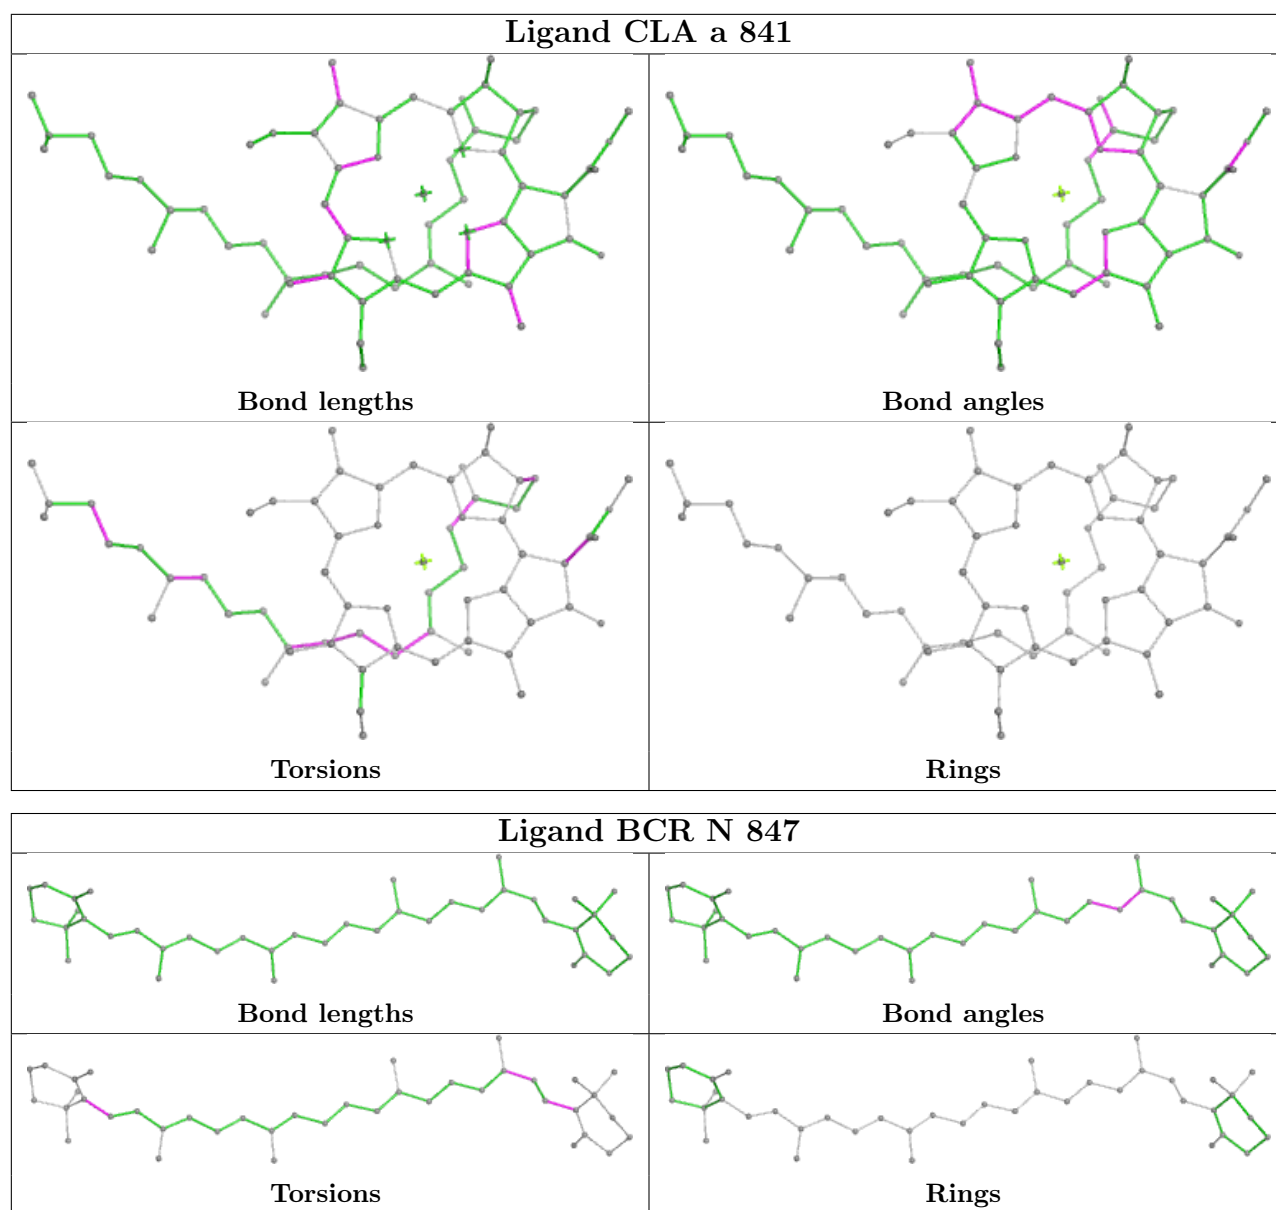 Ligand CLA a 841
Bond lengths
Bond angles
Torsions
Rings
Ligand BCR N 847
Bond lengths
Bond angles
Torsions
Rings